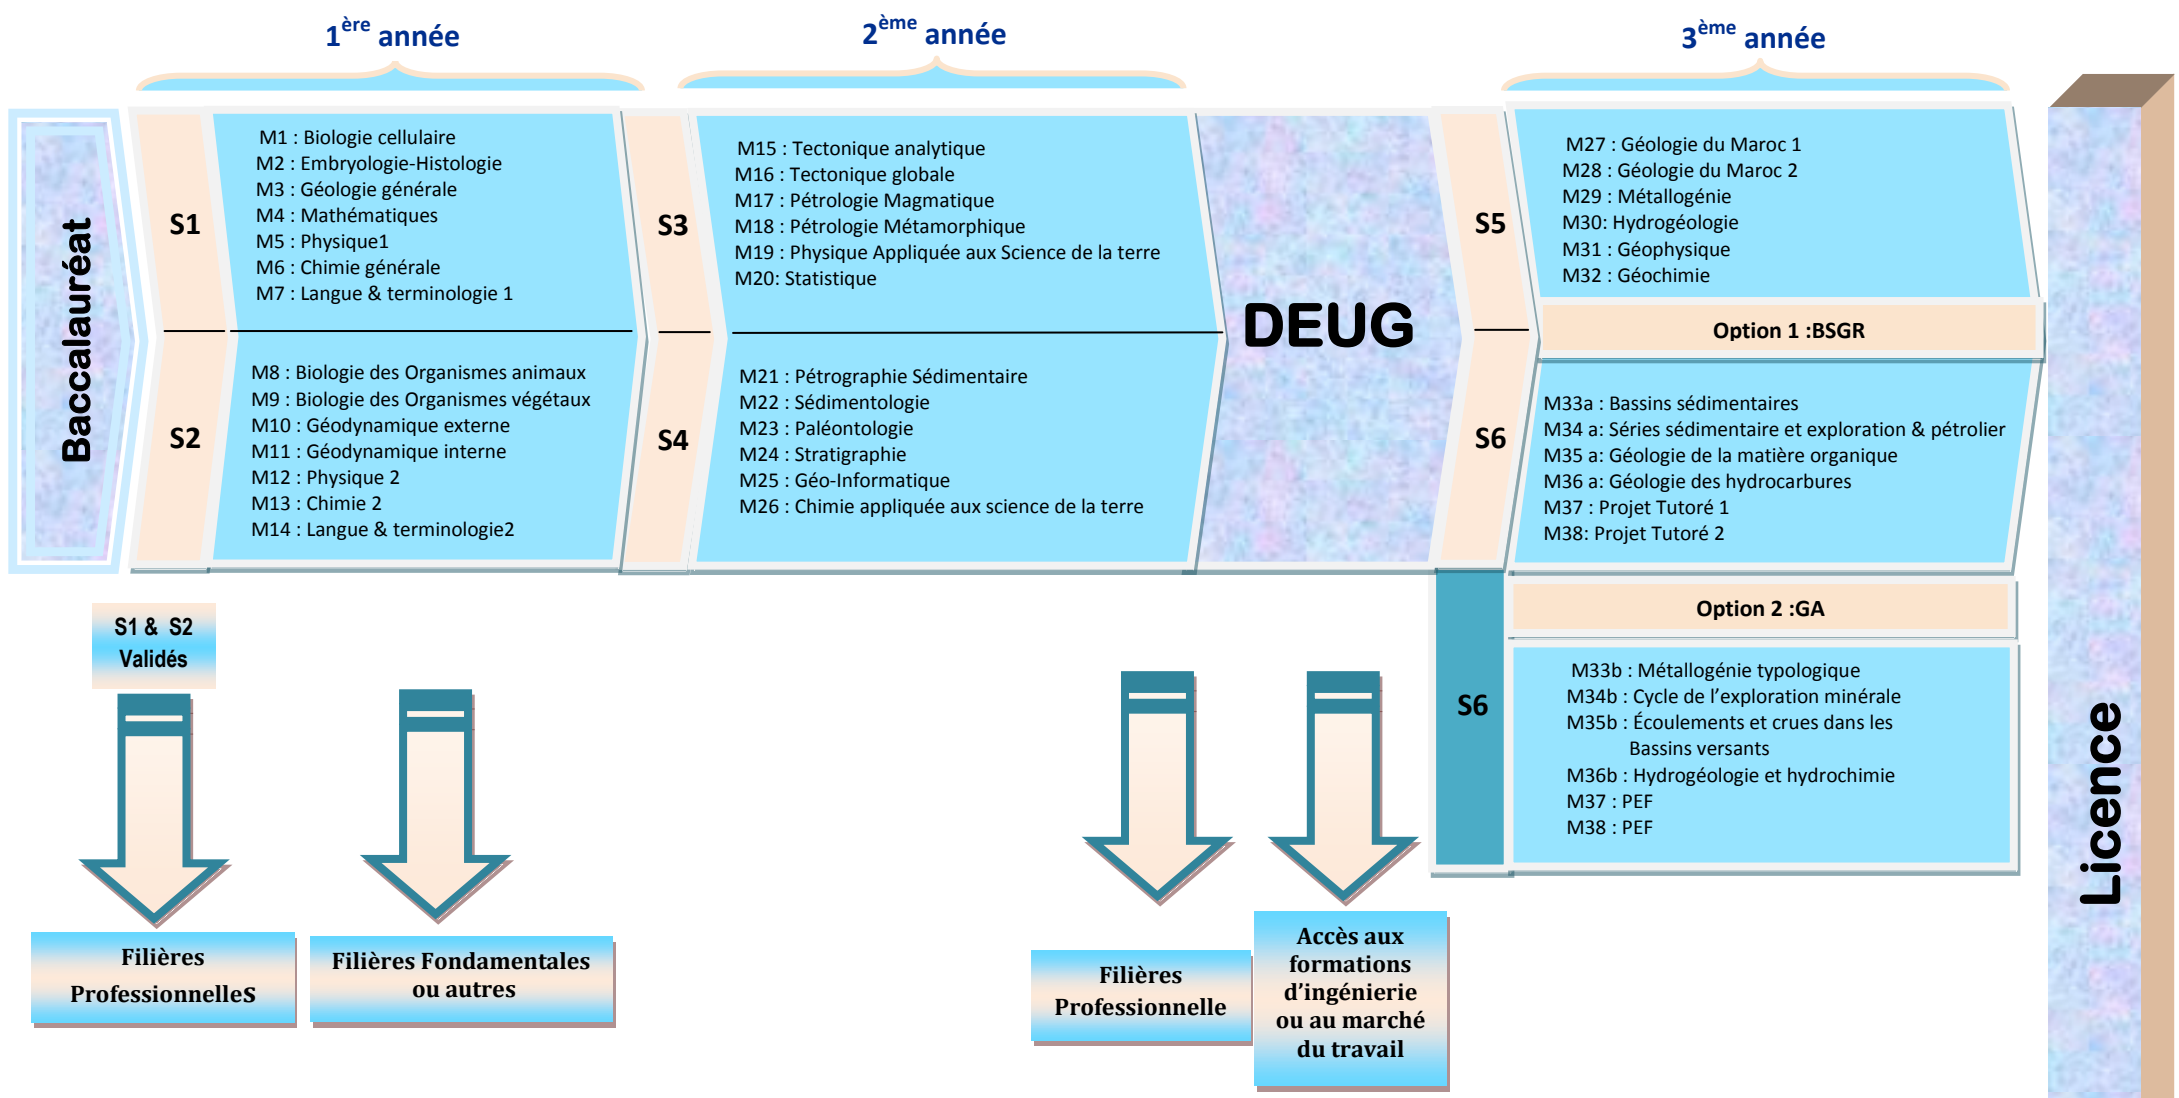 1ère année
2ème année
3ème année
Baccalauréat
S1
M1 : Biologie cellulaire
M2 : Embryologie-Histologie
M3 : Géologie générale
M4 : Mathématiques
M5 : Physique1
M6 : Chimie générale
M7 : Langue & terminologie 1
S2
M8 : Biologie des Organismes animaux
M9 : Biologie des Organismes végétaux
M10 : Géodynamique externe
M11 : Géodynamique interne
M12 : Physique 2
M13 : Chimie 2
M14 : Langue & terminologie2
S3
M15 : Tectonique analytique
M16 : Tectonique globale
M17 : Pétrologie Magmatique
M18 : Pétrologie Métamorphique
M19 : Physique Appliquée aux Science de la terre
M20: Statistique
S4
M21 : Pétrographie Sédimentaire
M22 : Sédimentologie
M23 : Paléontologie
M24 : Stratigraphie
M25 : Géo-Informatique
M26 : Chimie appliquée aux science de la terre
DEUG
S5
M27 : Géologie du Maroc 1
M28 : Géologie du Maroc 2
M29 : Métallogénie
M30: Hydrogéologie
M31 : Géophysique
M32 : Géochimie
Option 1 :BSGR
S6
M33a : Bassins sédimentaires
M34 a: Séries sédimentaire et exploration & pétrolier
M35 a: Géologie de la matière organique
M36 a: Géologie des hydrocarbures
M37 : Projet Tutoré 1
M38: Projet Tutoré 2
Option 2 :GA
S6
M33b : Métallogénie typologique
M34b : Cycle de l’exploration minérale
M35b : Écoulements et crues dans les
Bassins versants
M36b : Hydrogéologie et hydrochimie
M37 : PEF
M38 : PEF
Licence
S1 & S2
Validés
Filières
Professionnelles
Filières Fondamentales
ou autres
Filières
Professionnelle
Accès aux
formations
d’ingénierie
ou au marché
du travail